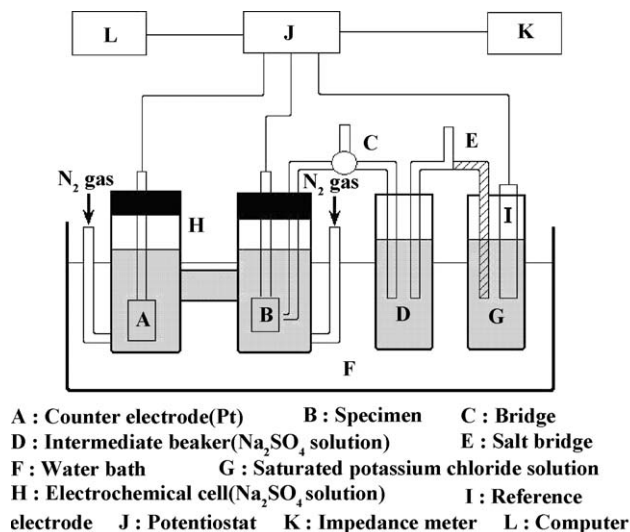 L
J
K
C
E
N₂ gas
N₂ gas
H
I
A
B
D
G
F
A : Counter electrode(Pt) B : Specimen C : Bridge
D : Intermediate beaker(Na₂SO₄ solution) E : Salt bridge
F : Water bath G : Saturated potassium chloride solution
H : Electrochemical cell(Na₂SO₄ solution) I : Reference
electrode J : Potentiostat K : Impedance meter L : Computer